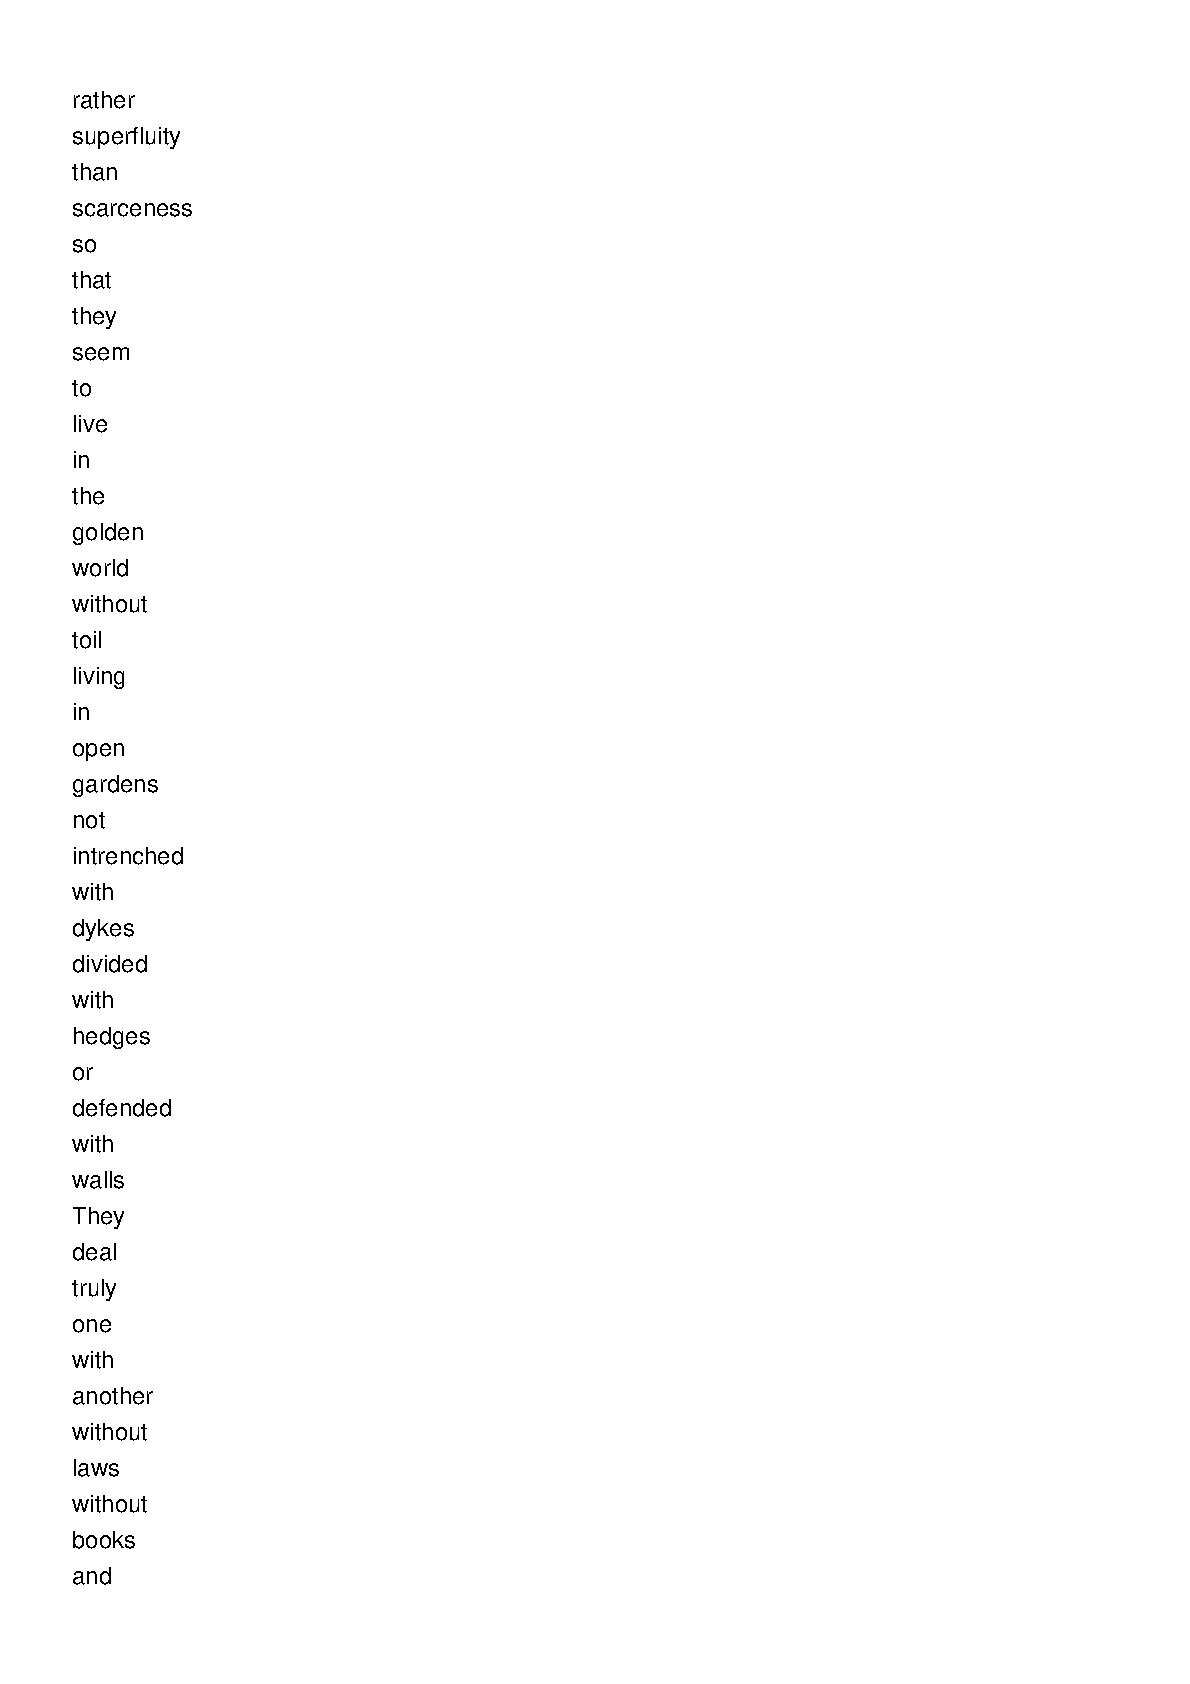 rather
superfluity
than
scarceness
so
that
they
seem
to
live
in
the
golden
world
without
toil
living
in
open
gardens
not
intrenched
with
dykes
divided
with
hedges
or
defended
with
walls
They
deal
truly
one
with
another
without
laws
without
books
and